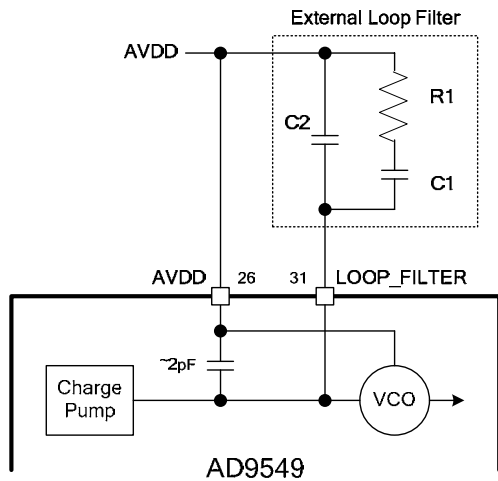 External Loop Filter
AVDD
R1
C2
C1
AVDD 26 31 LOOP_FILTER
~2pF
Charge
Pump
VCO
AD9549